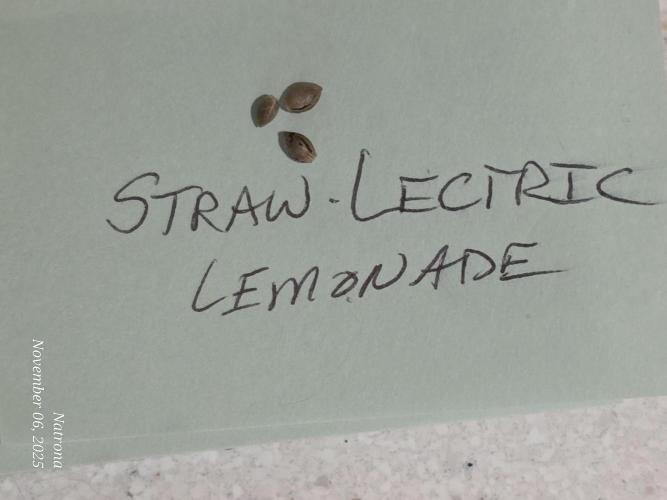 STRAW-LECTRIC
LEMONADE
Natrona
November 06, 2025